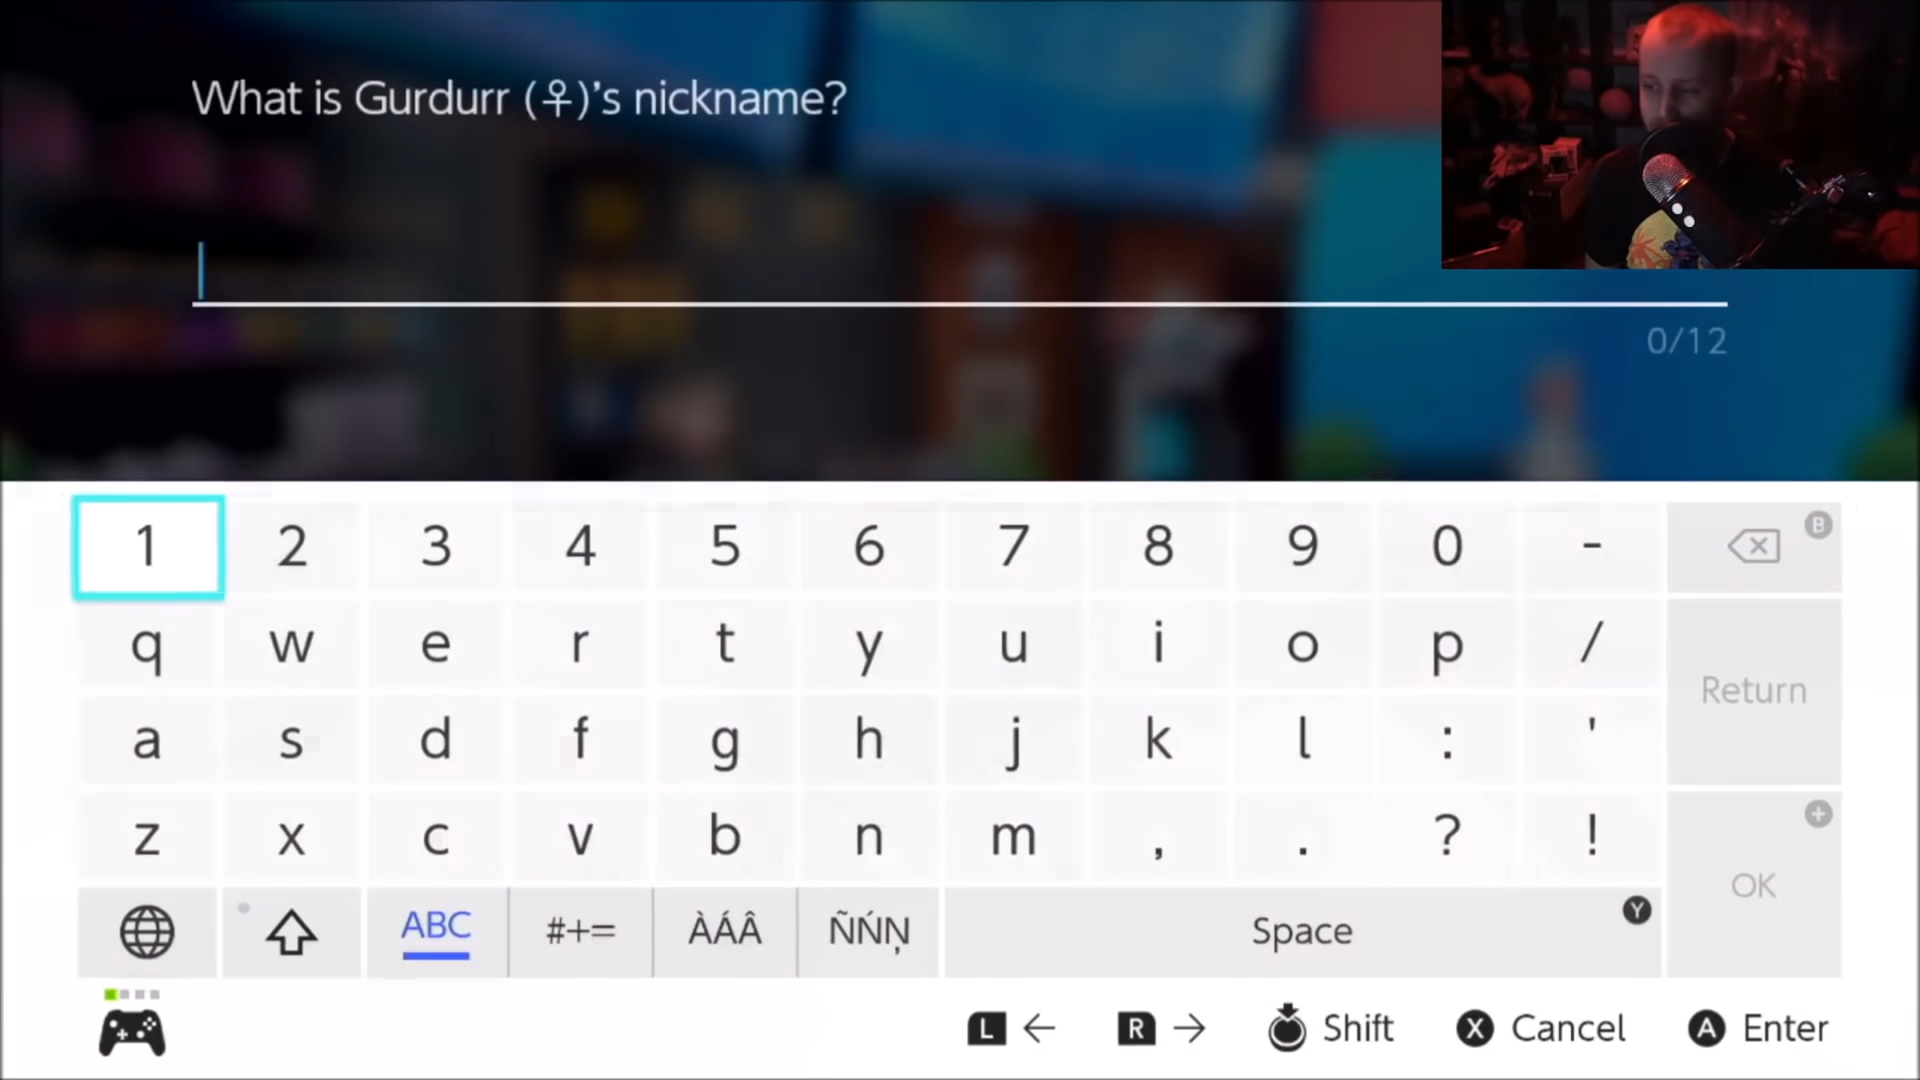 What is Gurdurr (♀)’s nickname?
0/12
1 2 3 4 5 6 7 8 9 0 - B
q w e r t y u i o p / Return
a s d f g h j k l : '
z x c v b n m , . ? ! +
ABC #+= ÀÁÂ ÑŃŅ Space Y OK
L ← R → Shift X Cancel A Enter